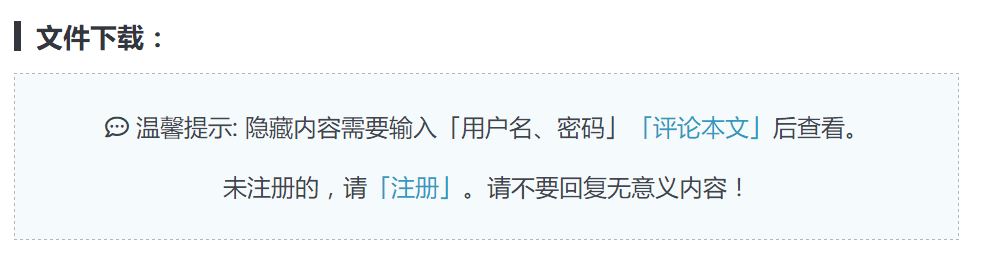 文件下载：
温馨提示: 隐藏内容需要输入「用户名、密码」「评论本文」后查看。
未注册的，请「注册」。请不要回复无意义内容！